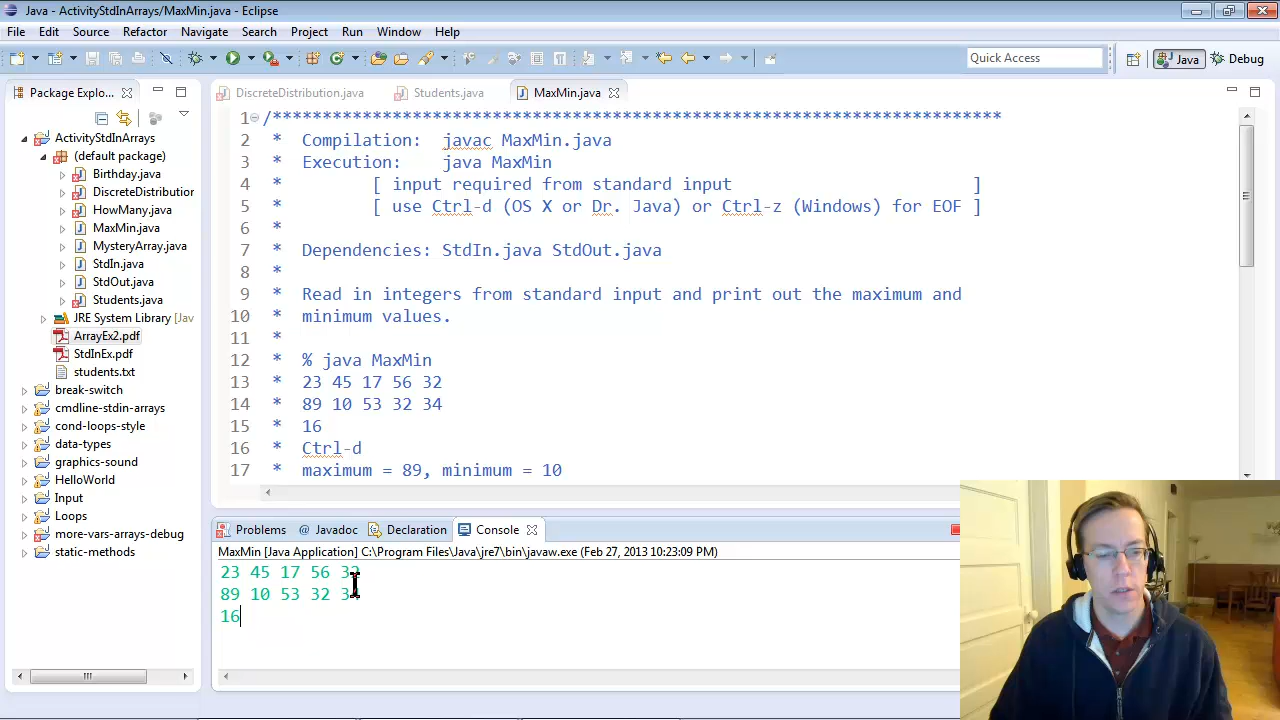 Java - ActivityStdInArrays/MaxMin.java - Eclipse
File Edit Source Refactor Navigate Search Project Run Window Help
Quick Access Java Debug
Package Explo...
ActivityStdInArrays
(default package)
Birthday.java
DiscreteDistribution
HowMany.java
MaxMin.java
MysteryArray.java
StdIn.java
StdOut.java
Students.java
JRE System Library [Jav
ArrayEx2.pdf
StdInEx.pdf
students.txt
break-switch
cmdline-stdin-arrays
cond-loops-style
data-types
graphics-sound
HelloWorld
Input
Loops
more-vars-arrays-debug
static-methods
DiscreteDistribution.java Students.java MaxMin.java
1 /*************************************************************************
2 * Compilation: javac MaxMin.java
3 * Execution: java MaxMin
4 * [ input required from standard input ]
5 * [ use Ctrl-d (OS X or Dr. Java) or Ctrl-z (Windows) for EOF ]
6 *
7 * Dependencies: StdIn.java StdOut.java
8 *
9 * Read in integers from standard input and print out the maximum and
10 * minimum values.
11 *
12 * % java MaxMin
13 * 23 45 17 56 32
14 * 89 10 53 32 34
15 * 16
16 * Ctrl-d
17 * maximum = 89, minimum = 10
Problems Javadoc Declaration Console
MaxMin [Java Application] C:\Program Files\Java\jre7\bin\javaw.exe (Feb 27, 2013 10:23:09 PM)
23 45 17 56 32
89 10 53 32 34
16